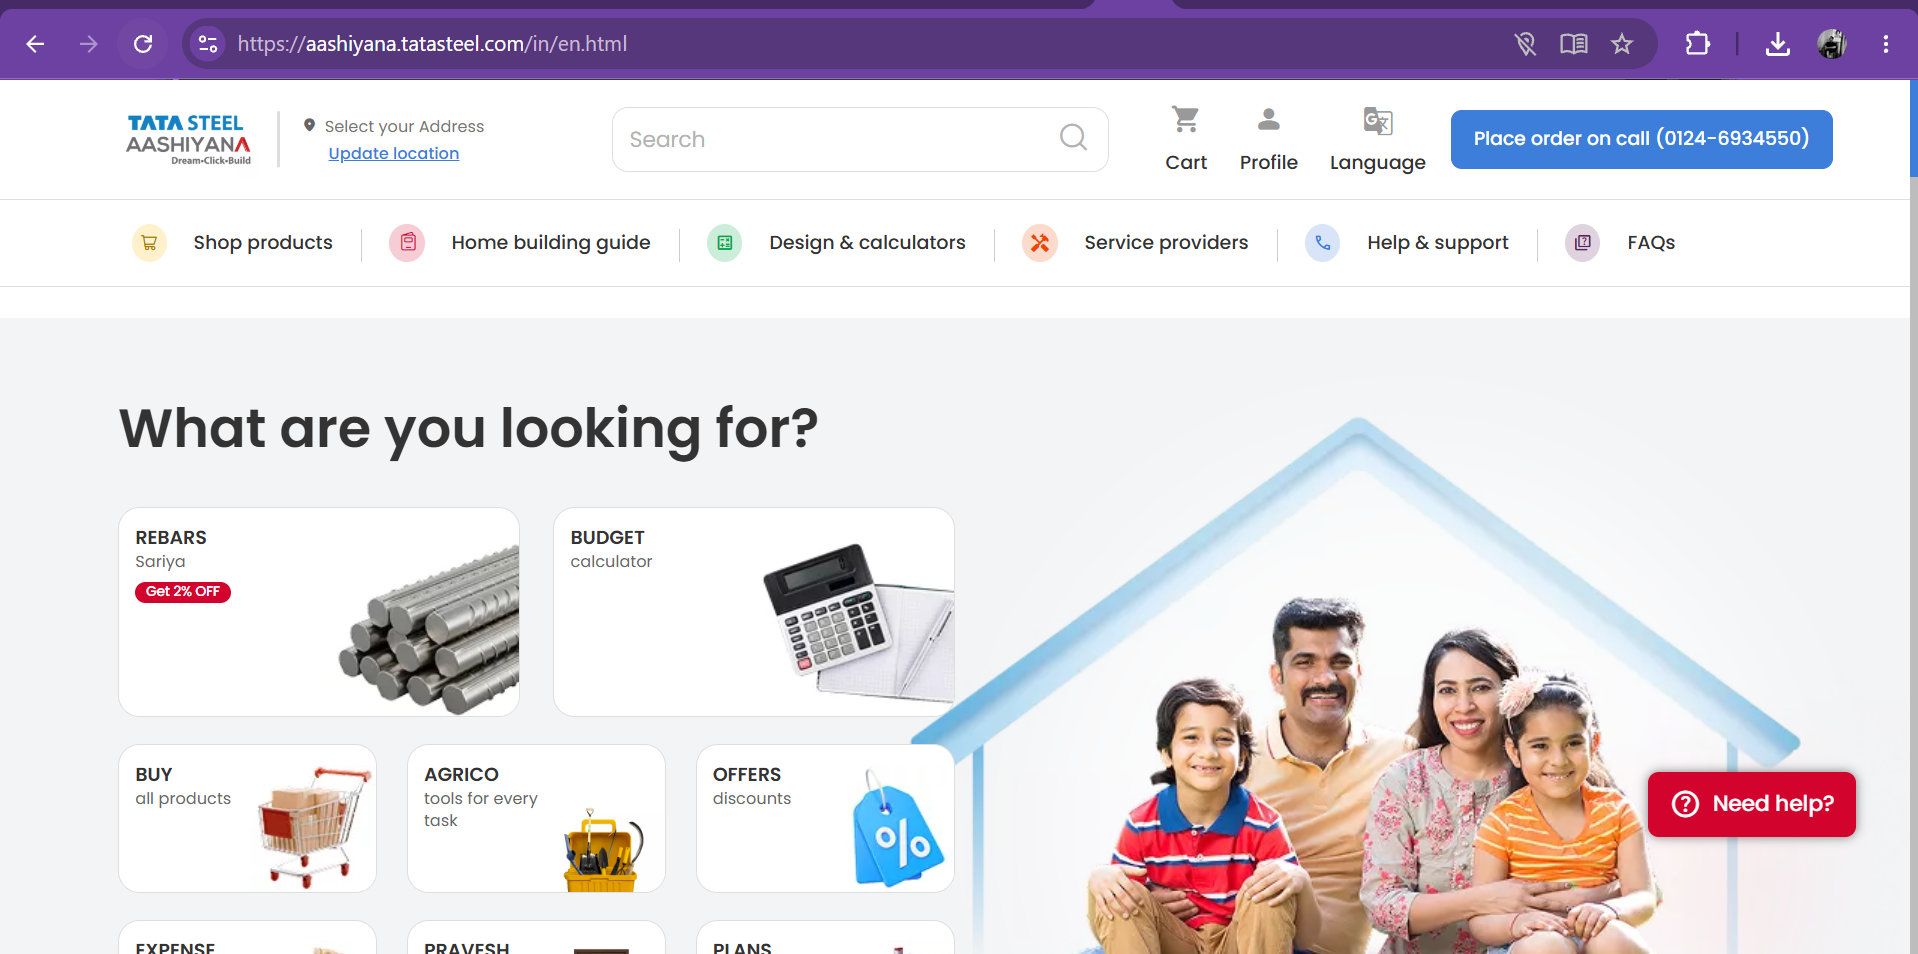 https://aashiyana.tatasteel.com/in/en.html
TATA STEEL
AASHIYANA
Dream•Click•Build
Select your Address
Update location
Search
Cart
Profile
Language
Place order on call (0124-6934550)
Shop products
Home building guide
Design & calculators
Service providers
Help & support
FAQs
What are you looking for?
REBARS
Sariya
Get 2% OFF
BUDGET
calculator
BUY
all products
AGRICO
tools for every
task
OFFERS
discounts
%
Need help?
EXPENSE
PRAVESH
PLANS